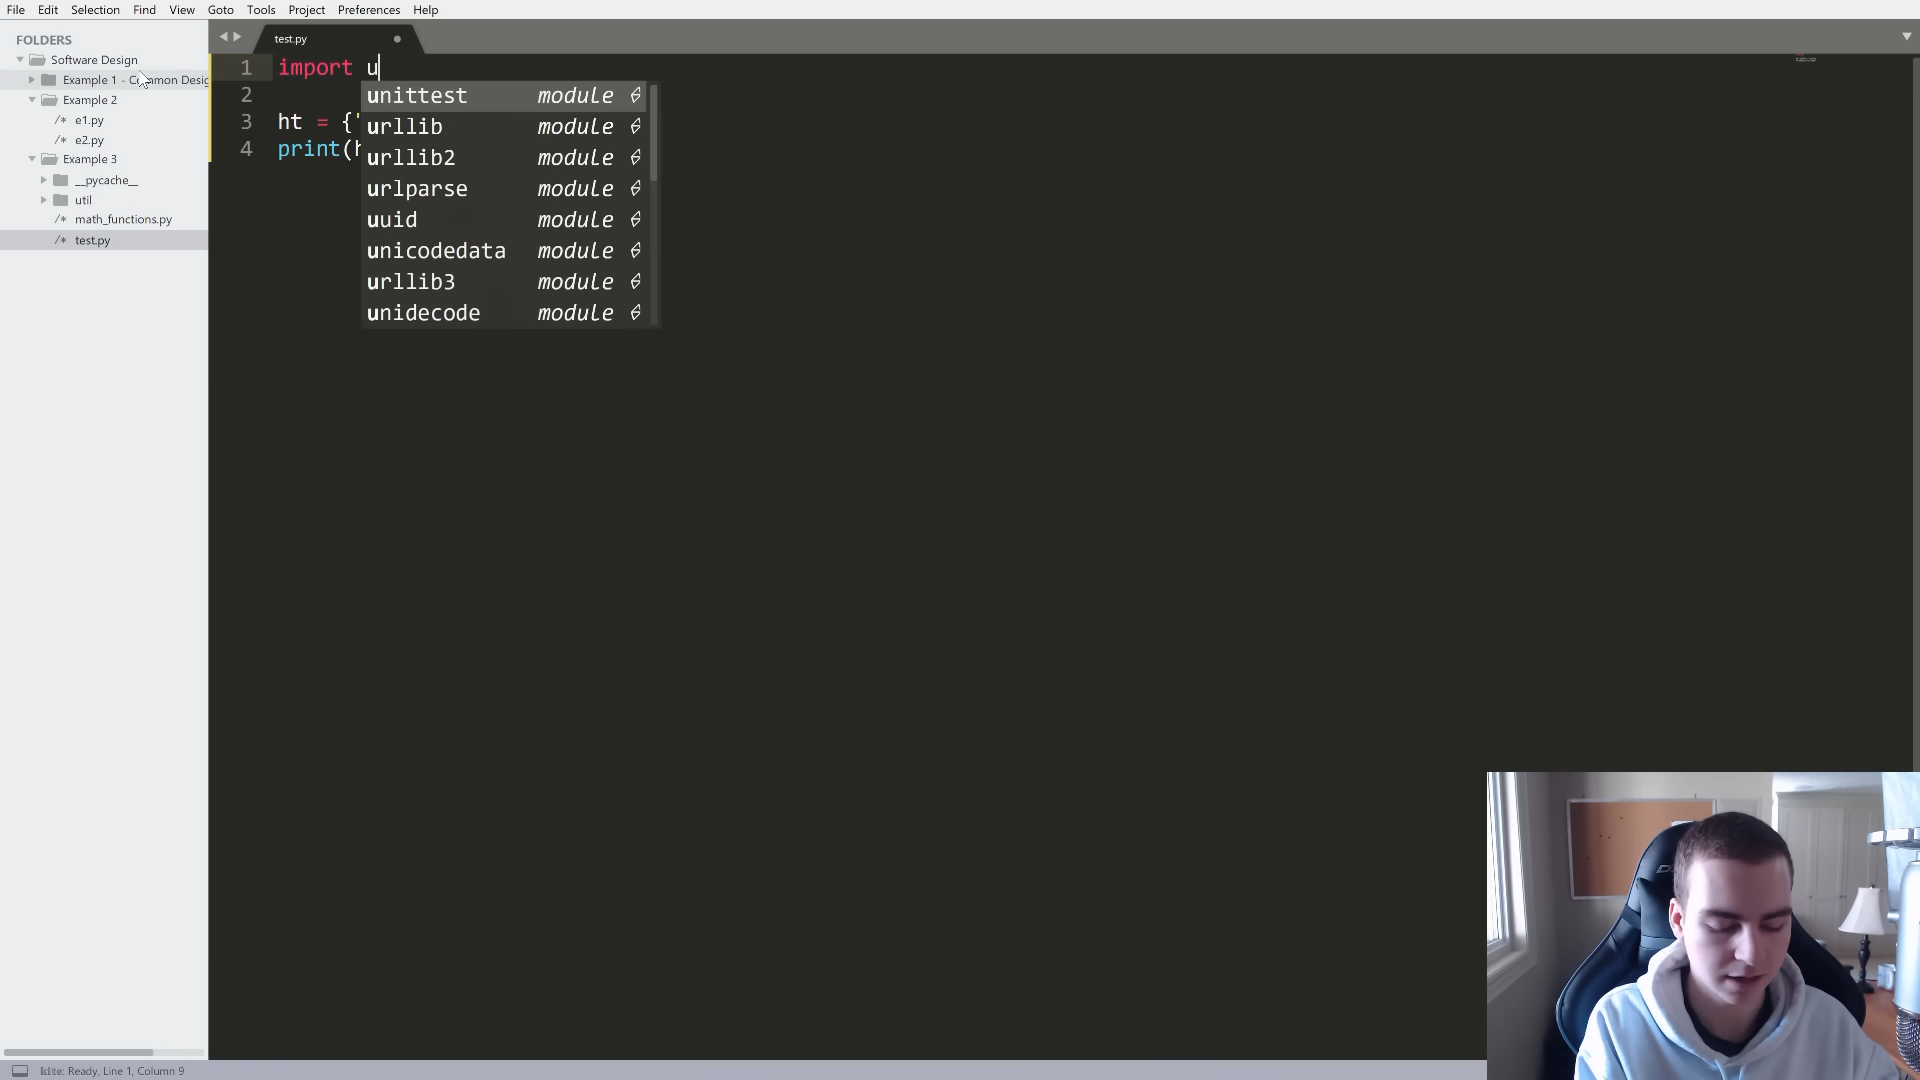 File Edit Selection Find View Goto Tools Project Preferences Help
FOLDERS
Software Design
Example 1 - Common Desig
Example 2
/* e1.py
/* e2.py
Example 3
__pycache__
util
/* math_functions.py
/* test.py
test.py
1 import u
2
3 ht = {'
4 print(h
unittest module
urllib module
urllib2 module
urlparse module
uuid module
unicodedata module
urllib3 module
unidecode module
kite: Ready, Line 1, Column 9